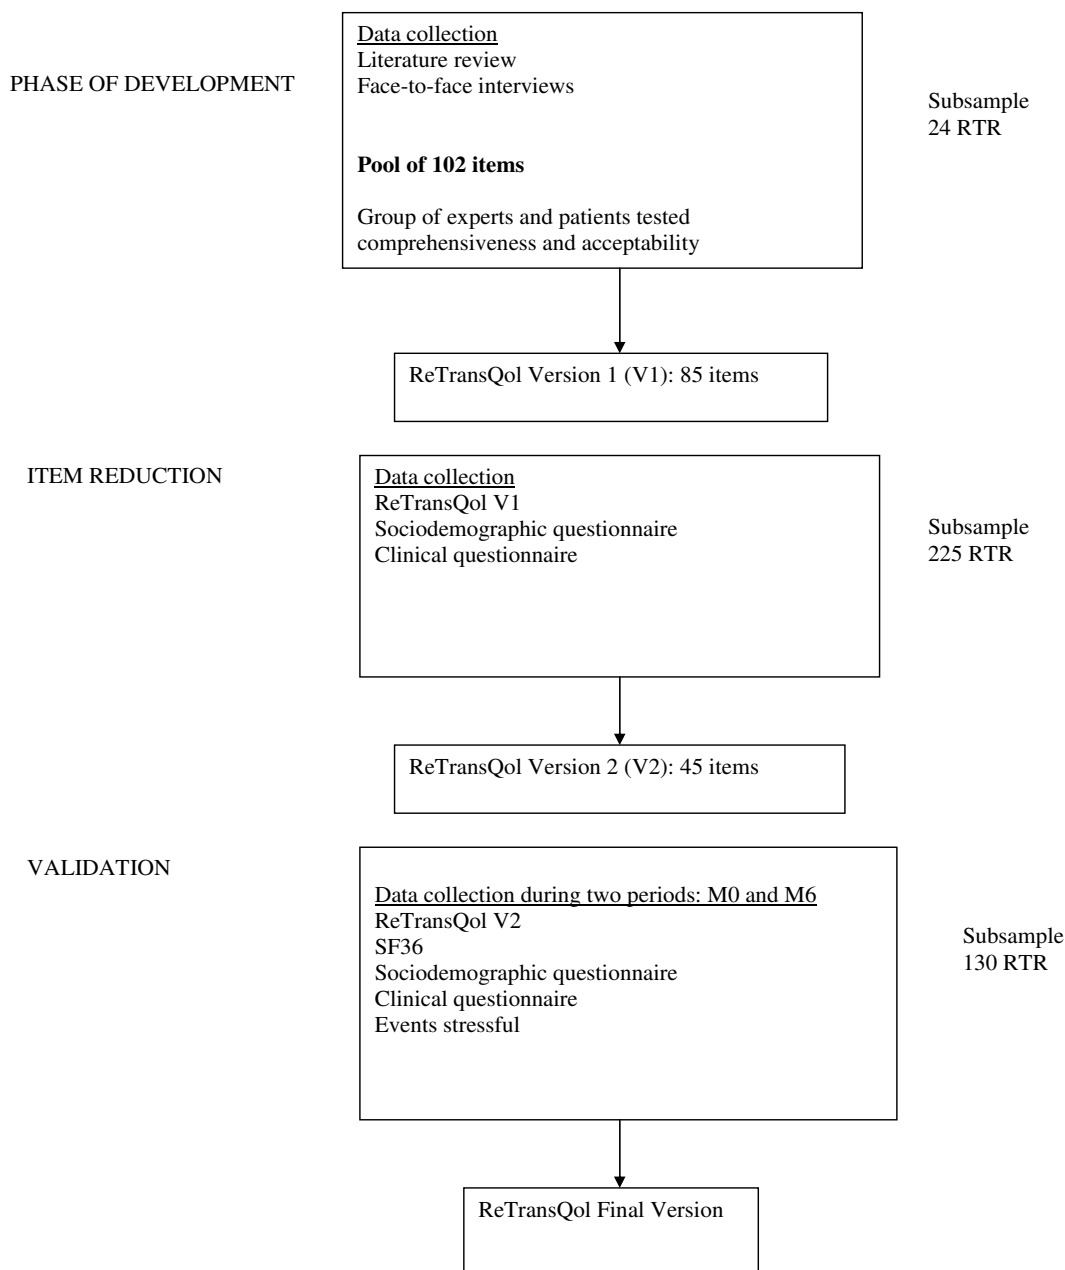 PHASE OF DEVELOPMENT
Data collection
Literature review
Face-to-face interviews
Pool of 102 items
Group of experts and patients tested
comprehensiveness and acceptability
Subsample
24 RTR
ReTransQol Version 1 (V1): 85 items
ITEM REDUCTION
Data collection
ReTransQol V1
Sociodemographic questionnaire
Clinical questionnaire
Subsample
225 RTR
ReTransQol Version 2 (V2): 45 items
VALIDATION
Data collection during two periods: M0 and M6
ReTransQol V2
SF36
Sociodemographic questionnaire
Clinical questionnaire
Events stressful
Subsample
130 RTR
ReTransQol Final Version